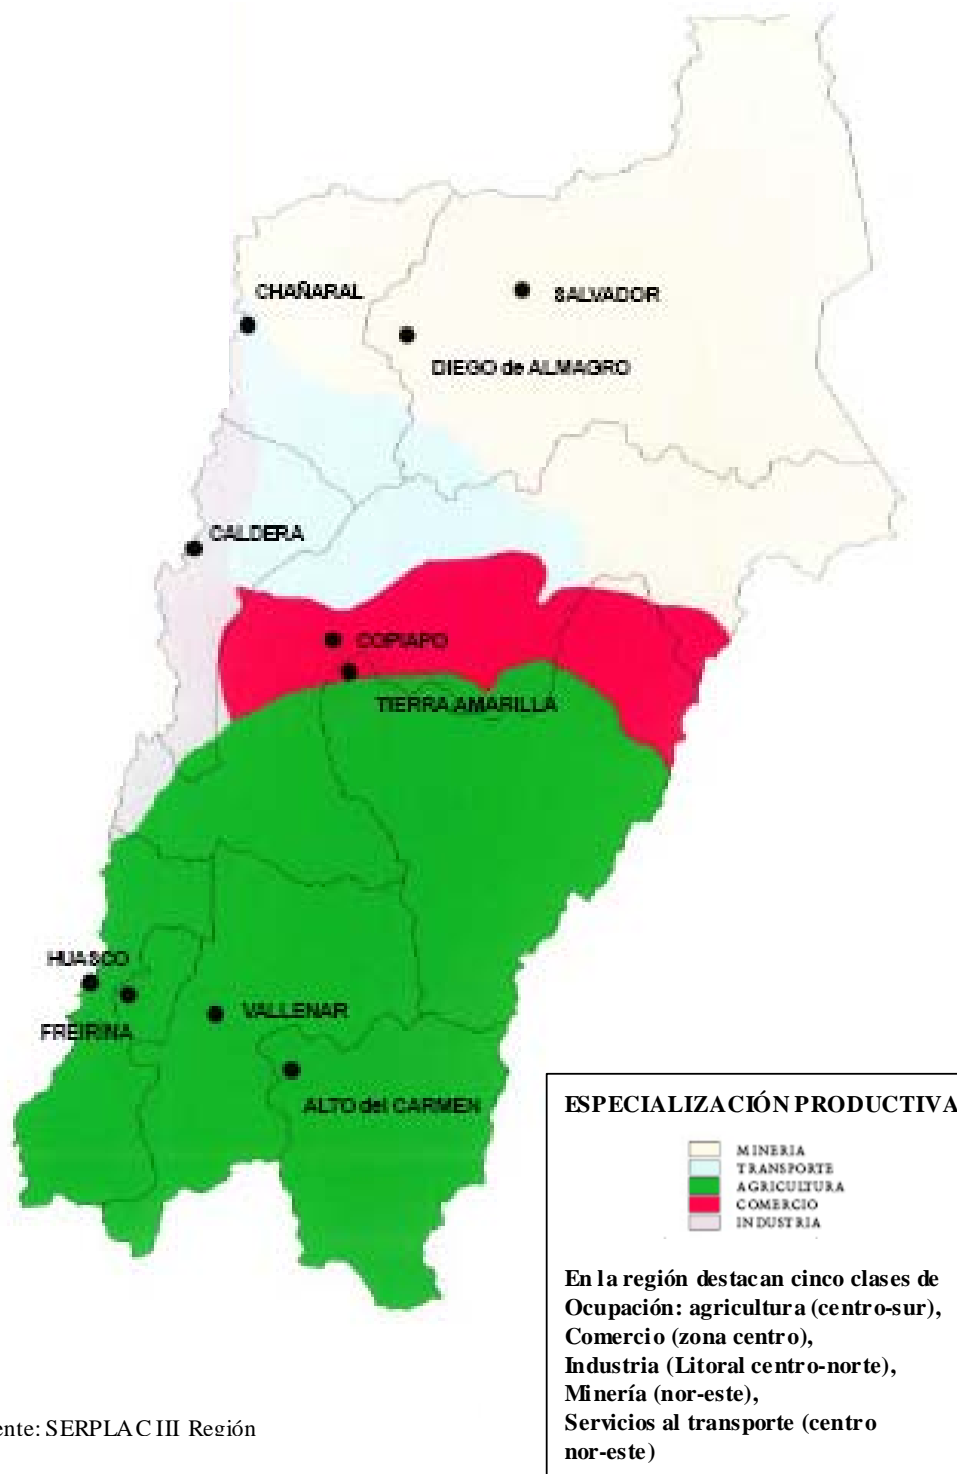 CHAÑARAL
SALVADOR
DIEGO de ALMAGRO
CALDERA
COPIAPO
TIERRA AMARILLA
HUASCO
FREIRINA
VALLENAR
ALTO del CARMEN
ESPECIALIZACIÓN PRODUCTIVA
MINERIA
TRANSPORTE
AGRICULTURA
COMERCIO
INDUSTRIA
En la región destacan cinco clases de
Ocupación: agricultura (centro-sur),
Comercio (zona centro),
Industria (Litoral centro-norte),
Minería (nor-este),
Servicios al transporte (centro
nor-este)
ente: SERPLAC III Región